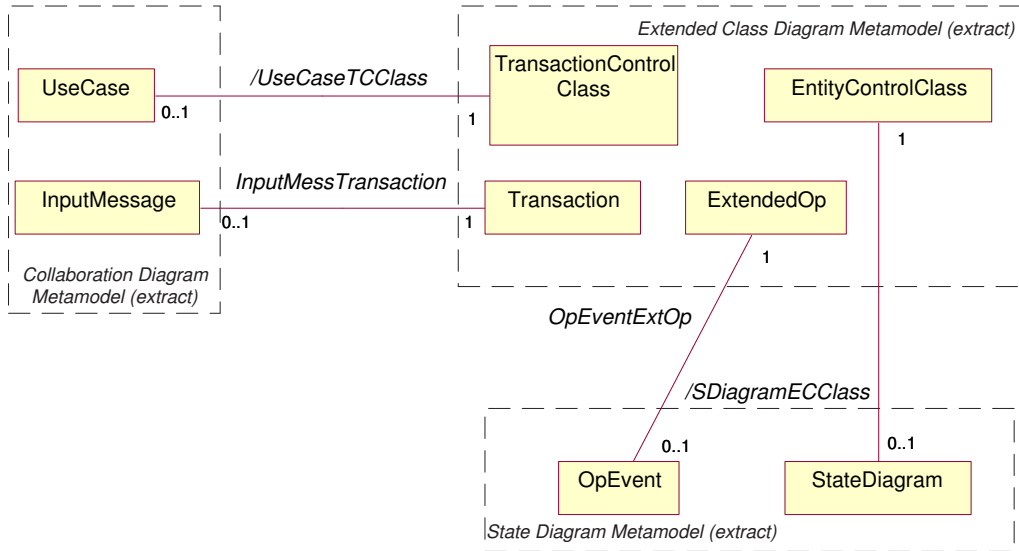 Extended Class Diagram Metamodel (extract)
UseCase
/UseCaseTCClass
0..1
1
TransactionControl
Class
EntityControlClass
1
InputMessage
InputMessTransaction
0..1
1
Transaction
ExtendedOp
1
Collaboration Diagram
Metamodel (extract)
OpEventExtOp
/SDiagramECClass
0..1
0..1
OpEvent
StateDiagram
State Diagram Metamodel (extract)